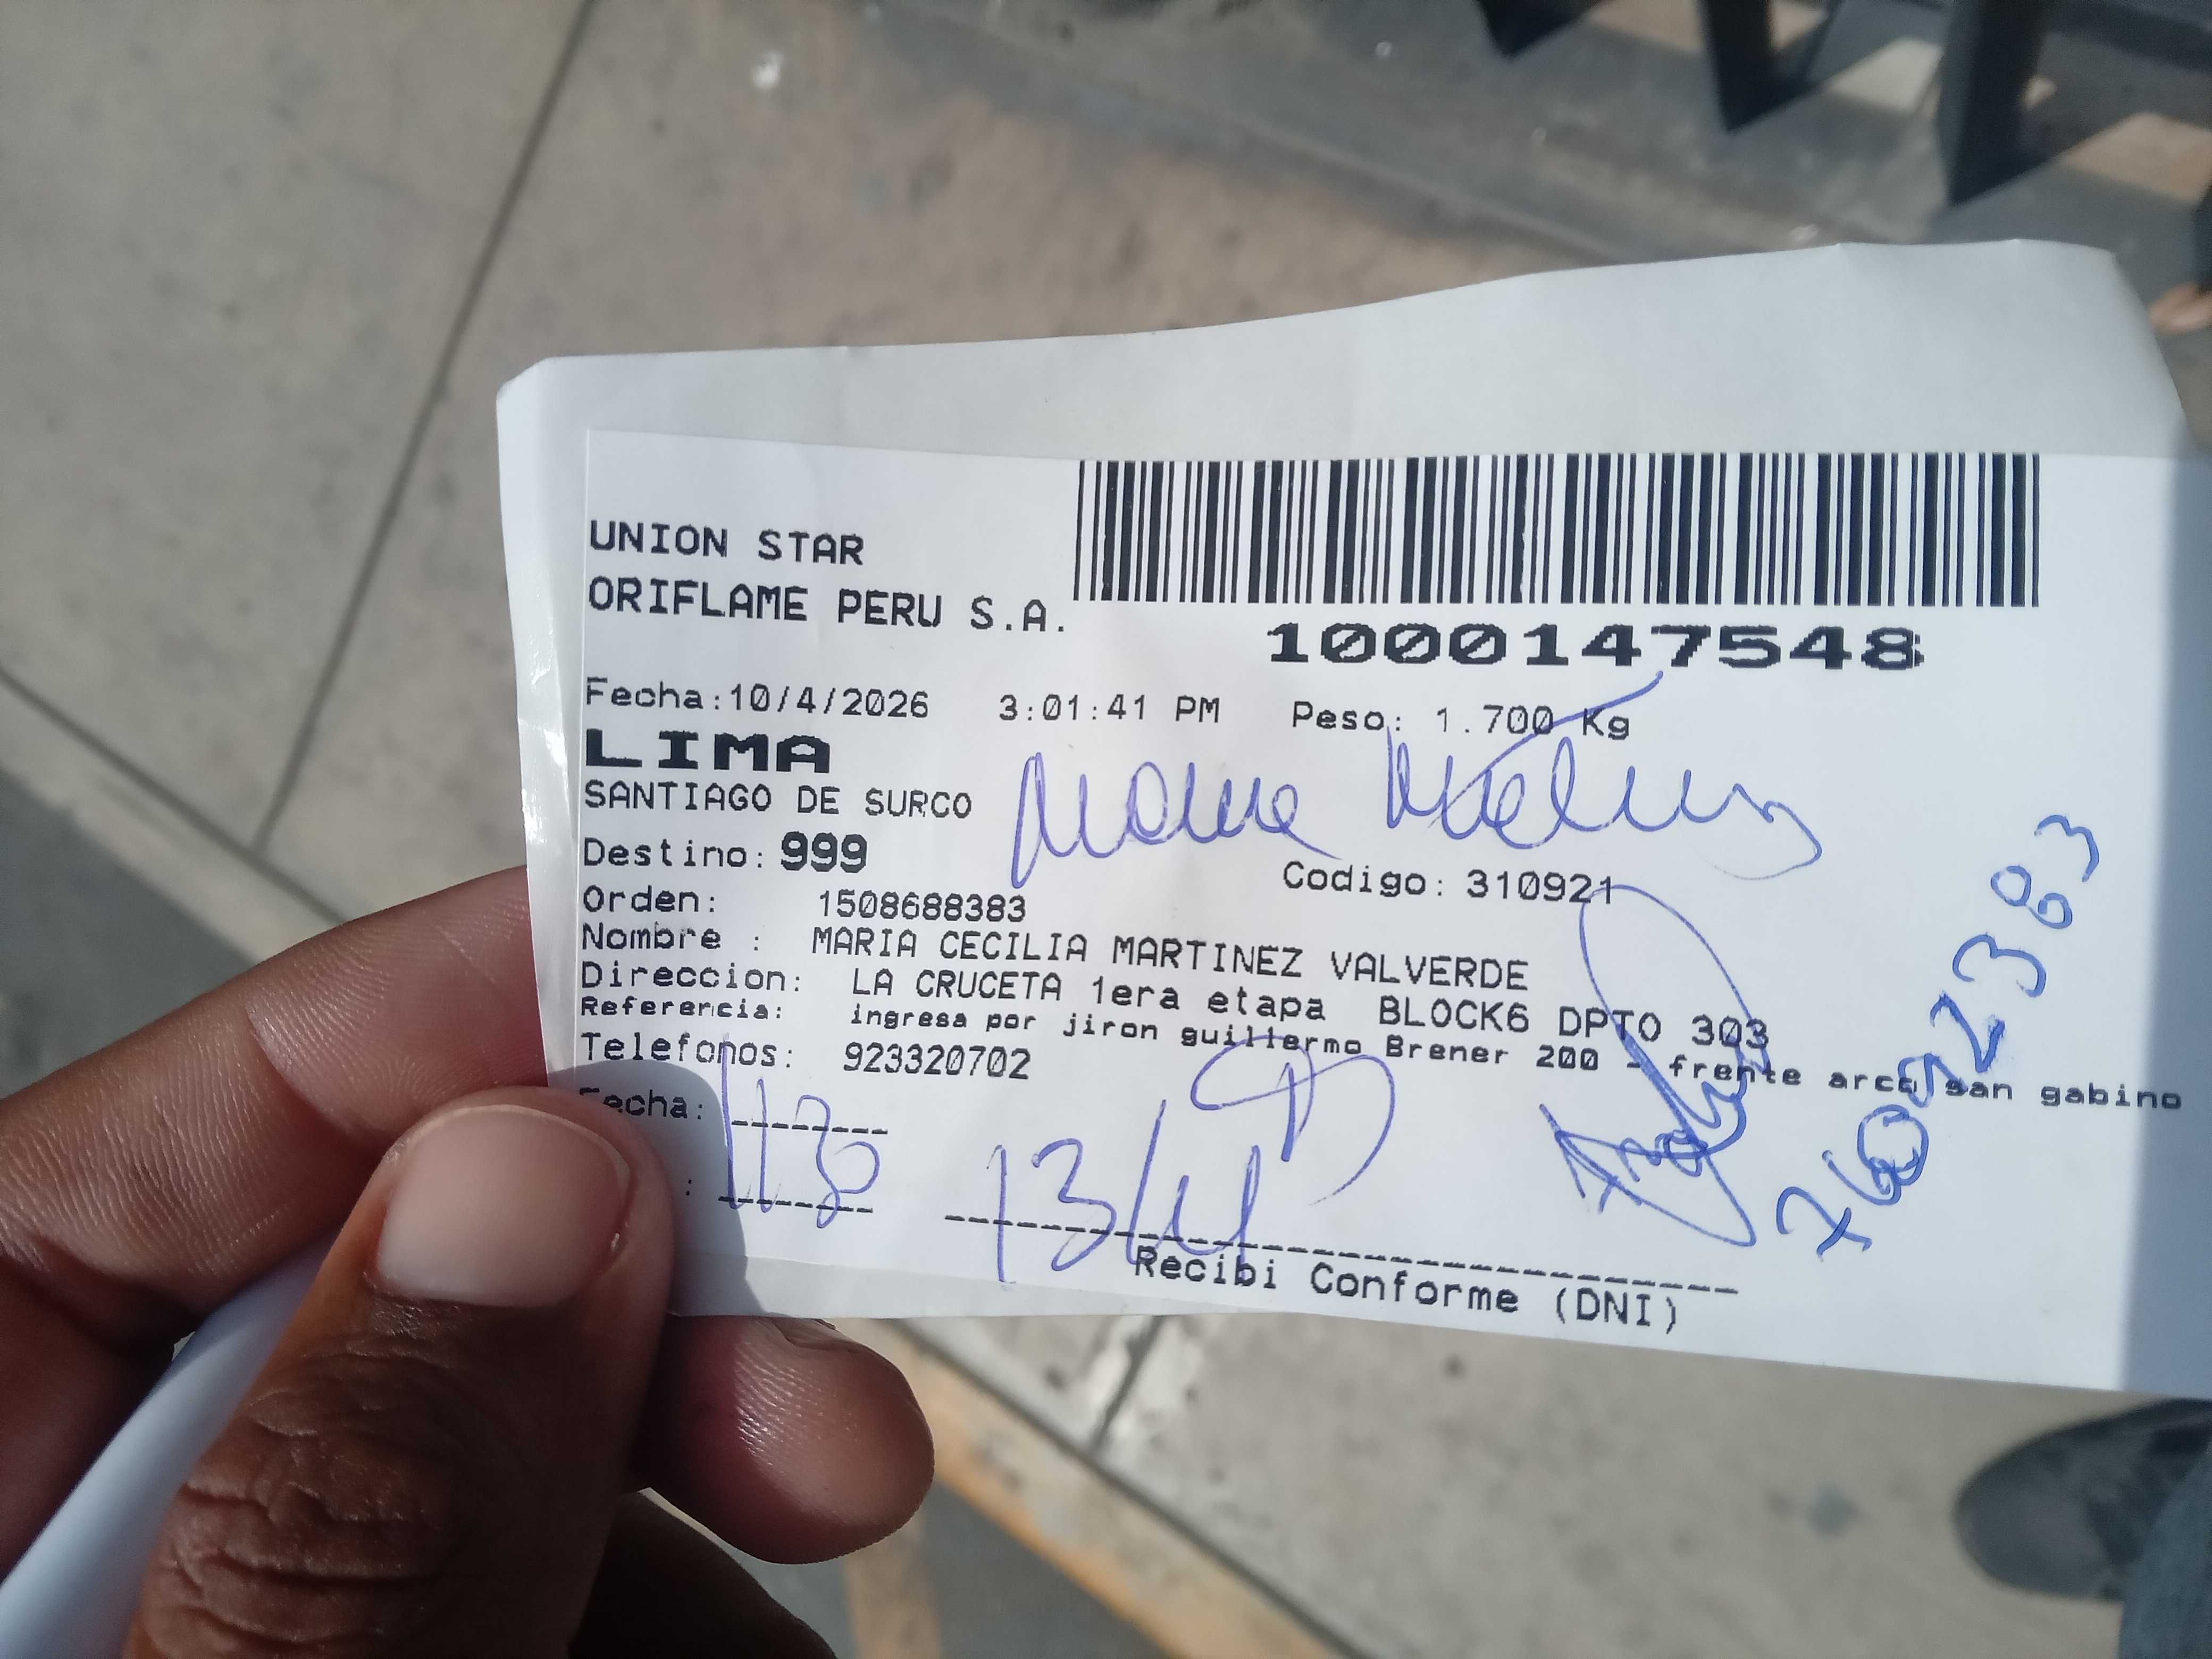 UNION STAR
ORIFLAME PERU S.A.
1000147548
Fecha:10/4/2026 3:01:41 PM Peso: 1.700 Kg
LIMA
SANTIAGO DE SURCO
Destino: 999
Codigo: 310921
Orden: 1508688383
Nombre : MARIA CECILIA MARTINEZ VALVERDE
Direccion: LA CRUCETA 1era etapa BLOCK6 DPTO 303
Referencia: ingresa por jiron guillermo Brener 200 - frente arco san gabino
Telefonos: 923320702
Fecha:
:
13/4
Recibi Conforme (DNI)